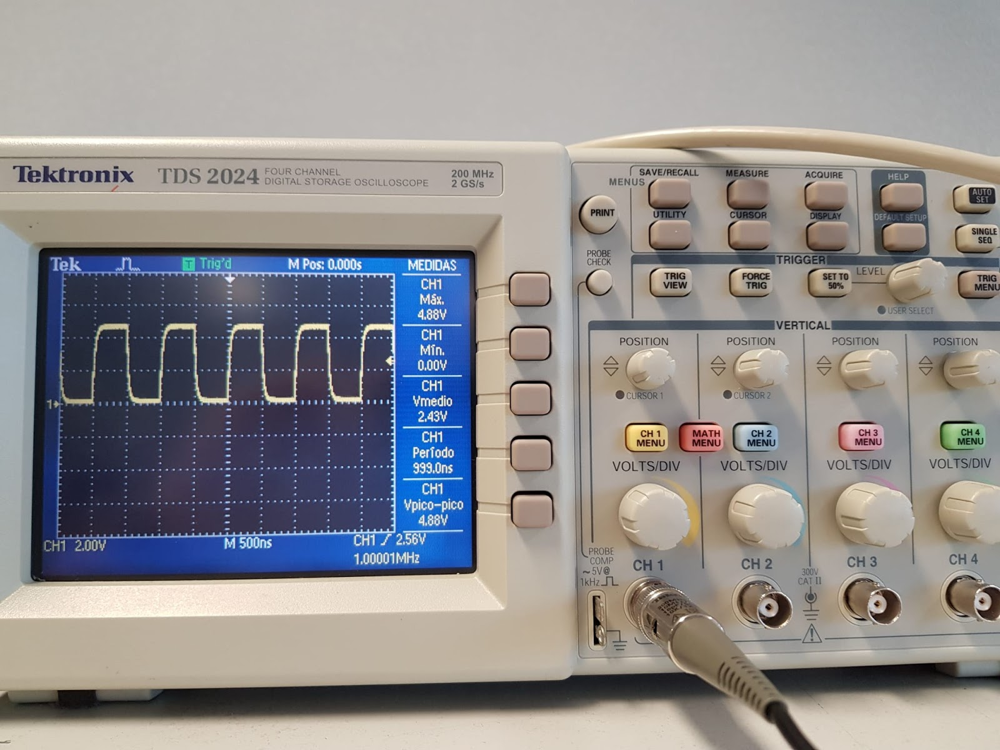 Tektronix TDS 2024 FOUR CHANNEL 200 MHz
DIGITAL STORAGE OSCILLOSCOPE 2 GS/s
Tek T Trig'd M Pos: 0.000s MEDIDAS
CH1
Máx.
4.88V
CH1
Mín.
0.00V
CH1
Vmedio
2.43V
CH1
Período
999.0ns
CH1
Vpico-pico
4.88V
1
CH1 2.00V M 500ns CH1 2.56V
1.00001MHz
MENUS
SAVE/RECALL MEASURE ACQUIRE
UTILITY CURSOR DISPLAY
HELP
DEFAULT SETUP
AUTO
SET
SINGLE
SEQ
PRINT
PROBE
CHECK
TRIGGER
TRIG
VIEW
FORCE
TRIG
SET TO
50%
LEVEL
USER SELECT
TRIG
MENU
VERTICAL
POSITION POSITION POSITION POSITION
CURSOR 1 CURSOR 2
CH 1
MENU
MATH
MENU
CH 2
MENU
CH 3
MENU
CH 4
MENU
VOLTS/DIV VOLTS/DIV VOLTS/DIV VOLTS/DIV
PROBE
COMP
~5V@
1kHz
CH 1 CH 2 CH 3 CH 4
300V
CAT II